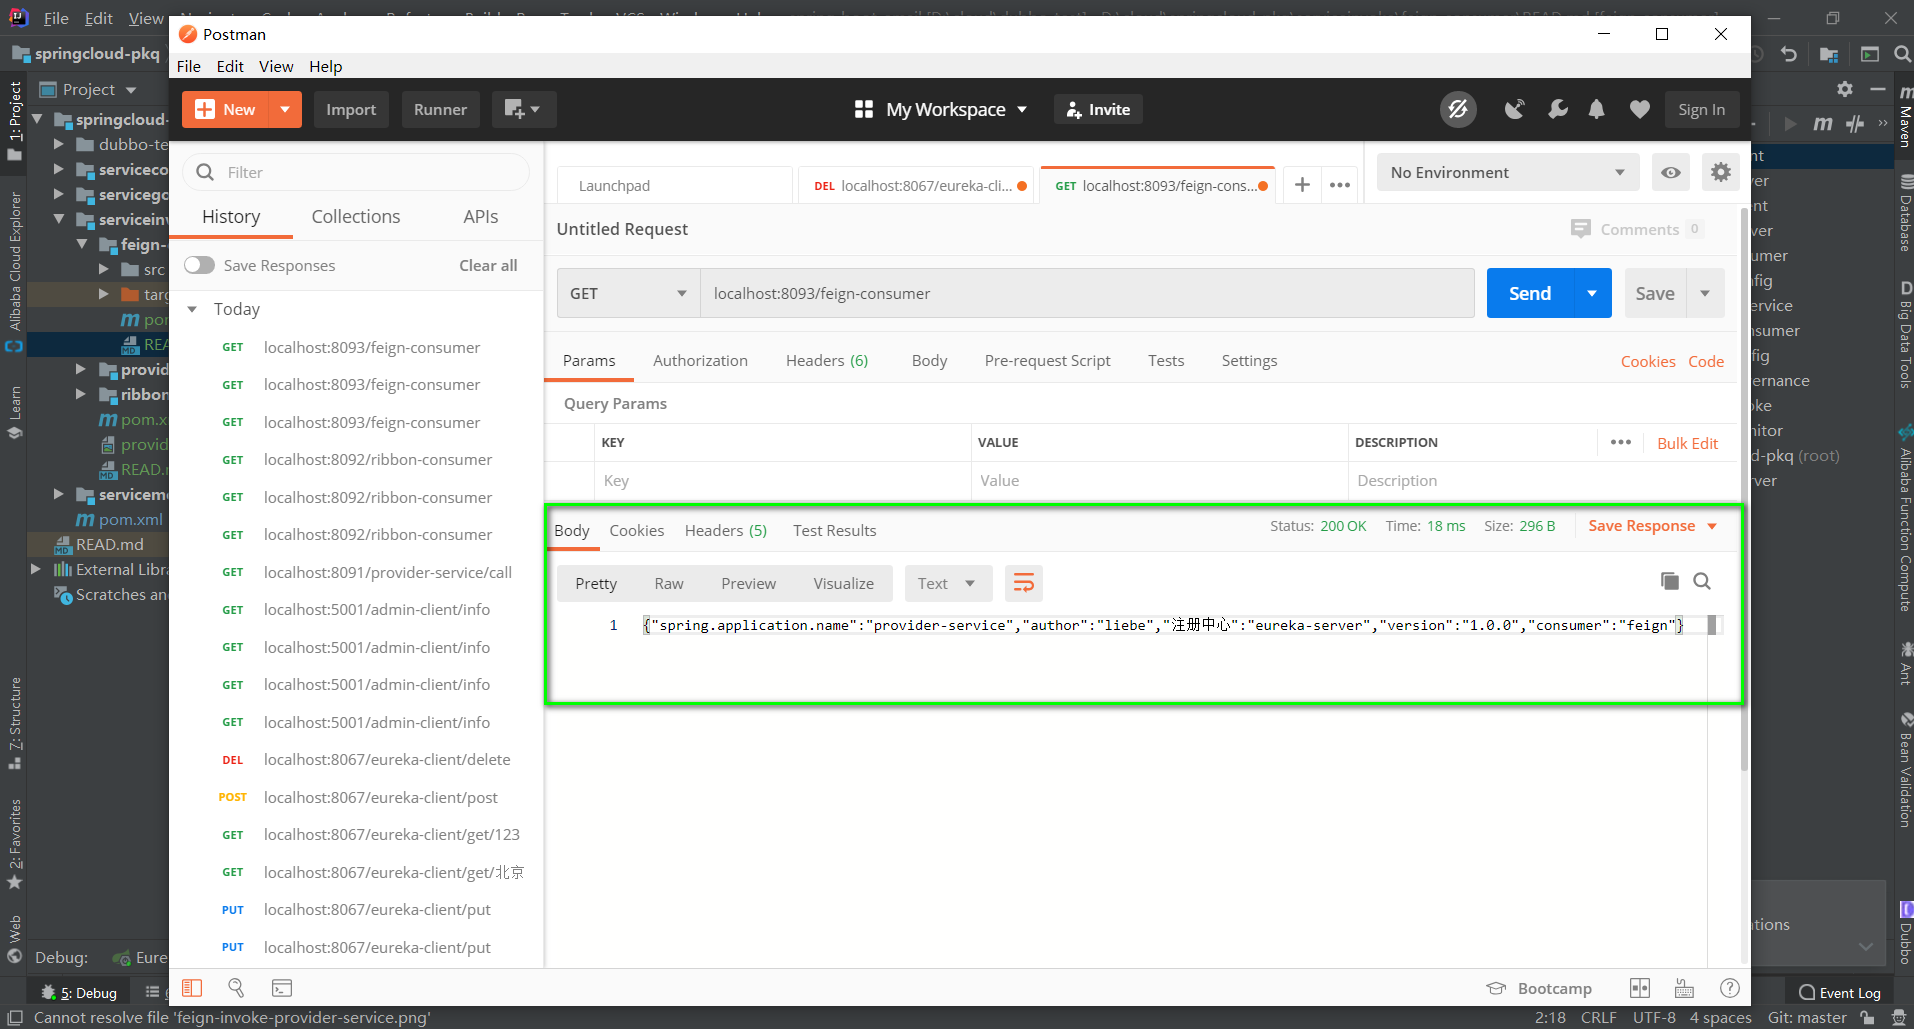 File Edit View
Postman
springcloud-pkq
File Edit View Help
Project
New Import Runner
My Workspace Invite
Sign In
1: Project
Alibaba Cloud Explorer
Learn
7: Structure
2: Favorites
Web
springcloud-
dubbo-te
serviceco
servicego
serviceinv
feign-
src
targ
pom
REA
provid
ribbon
pom.x
provid
READ.
serviceme
pom.xml
READ.md
External Libra
Scratches and
Debug: Eure
5: Debug
Filter
History Collections APIs
Save Responses Clear all
Today
GET localhost:8093/feign-consumer
GET localhost:8093/feign-consumer
GET localhost:8093/feign-consumer
GET localhost:8092/ribbon-consumer
GET localhost:8092/ribbon-consumer
GET localhost:8092/ribbon-consumer
GET localhost:8091/provider-service/call
GET localhost:5001/admin-client/info
GET localhost:5001/admin-client/info
GET localhost:5001/admin-client/info
GET localhost:5001/admin-client/info
DEL localhost:8067/eureka-client/delete
POST localhost:8067/eureka-client/post
GET localhost:8067/eureka-client/get/123
GET localhost:8067/eureka-client/get/北京
PUT localhost:8067/eureka-client/put
PUT localhost:8067/eureka-client/put
Launchpad
DEL localhost:8067/eureka-cli...
GET localhost:8093/feign-cons...
No Environment
Untitled Request
Comments 0
GET localhost:8093/feign-consumer
Send Save
Params Authorization Headers (6) Body Pre-request Script Tests Settings
Cookies Code
Query Params
KEY VALUE DESCRIPTION
Bulk Edit
Key Value Description
Body Cookies Headers (5) Test Results
Status: 200 OK Time: 18 ms Size: 296 B Save Response
Pretty Raw Preview Visualize Text
1 {"spring.application.name":"provider-service","author":"liebe","注册中心":"eureka-server","version":"1.0.0","consumer":"feign"}
Bootcamp
nt
ver
ent
ver
umer
nfig
ervice
nsumer
fig
vernance
oke
nitor
d-pkq (root)
rver
Maven
Database
Big Data Tools
Alibaba Function Compute
Ant
Bean Validation
Dubbo
tions
Event Log
Cannot resolve file 'feign-invoke-provider-service.png'
2:18 CRLF UTF-8 4 spaces Git: master